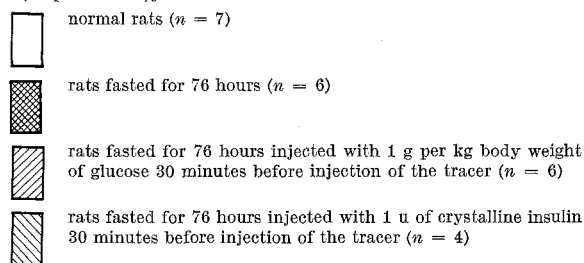 normal rats (n = 7)
rats fasted for 76 hours (n = 6)
rats fasted for 76 hours injected with 1 g per kg body weight
of glucose 30 minutes before injection of the tracer (n = 6)
rats fasted for 76 hours injected with 1 u of crystalline insulin
30 minutes before injection of the tracer (n = 4)